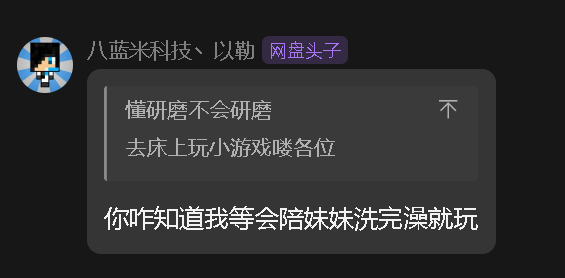 八蓝米科技丶以勒 网盘头子
懂研磨不会研磨
去床上玩小游戏喽各位
你咋知道我等会陪妹妹洗完澡就玩